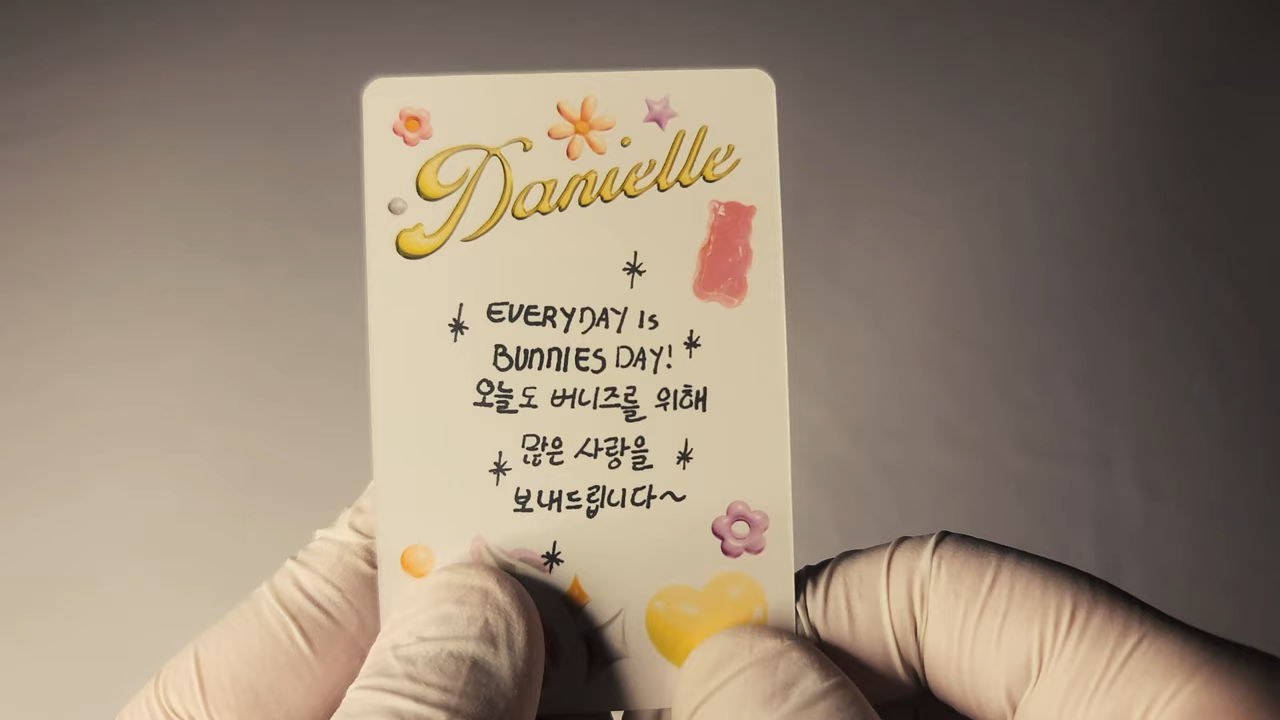 Danielle
EVERYDAY IS
BUNNIES DAY!
오늘도 버니즈를 위해
많은 사랑을
보내드립니다~